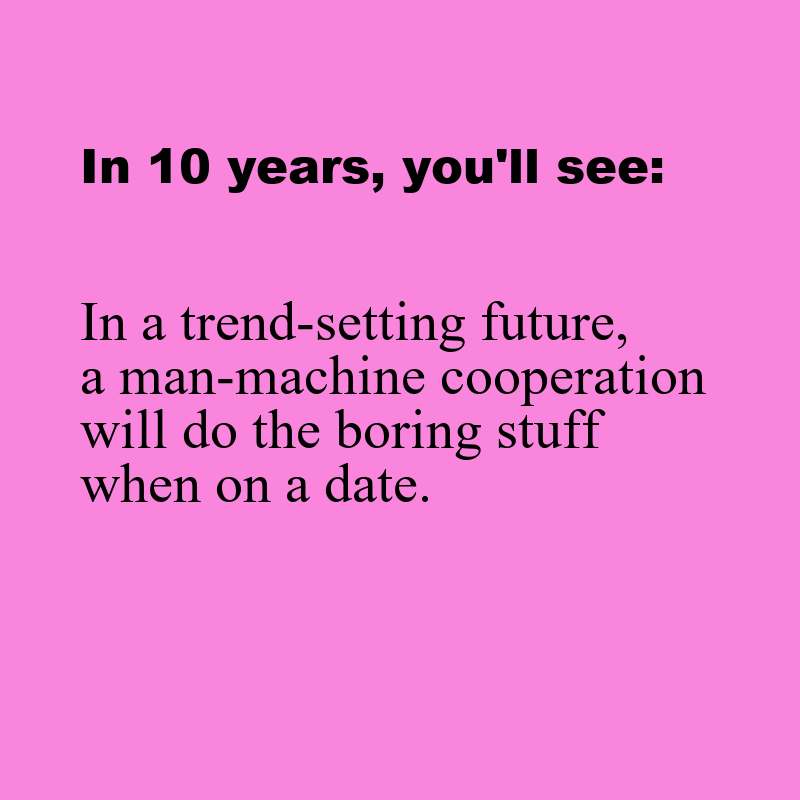 In 10 years, you'll see:
In a trend-setting future,
a man-machine cooperation
will do the boring stuff
when on a date.